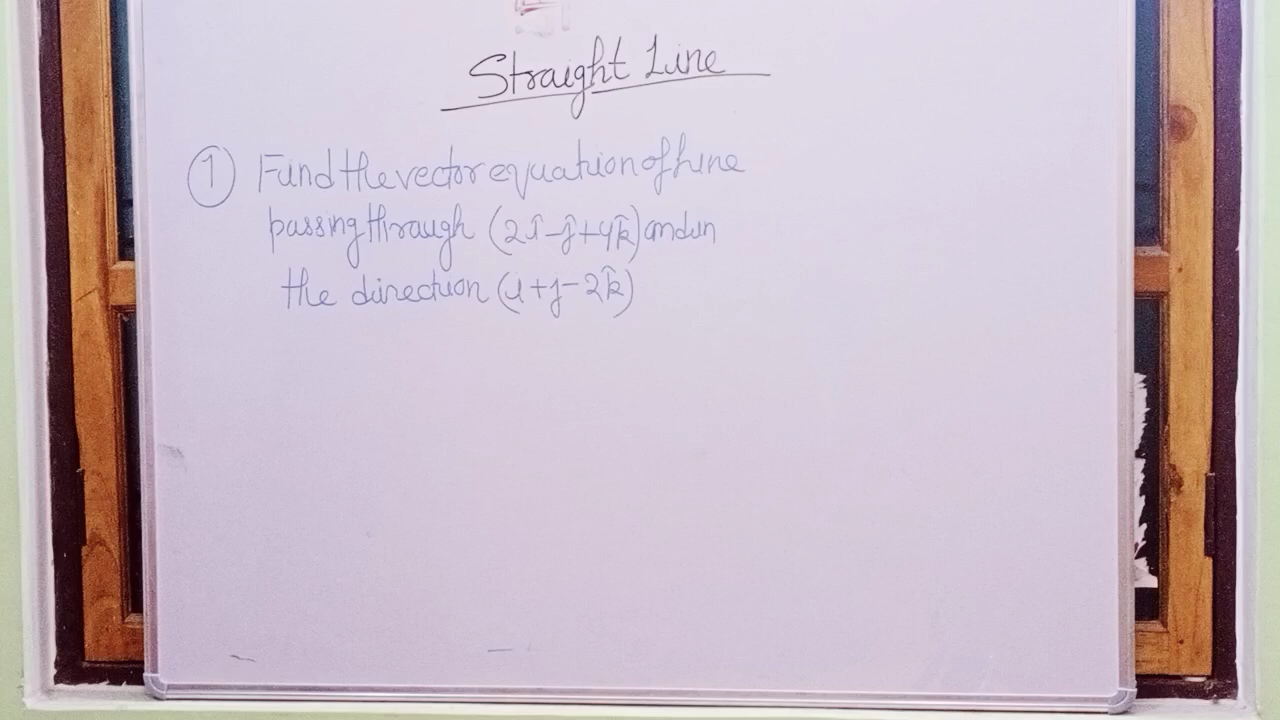 Straight Line
① Find the vector equation of line
passing through (2î-ĵ+4k̂) and in
the direction (i+j-2k̂)